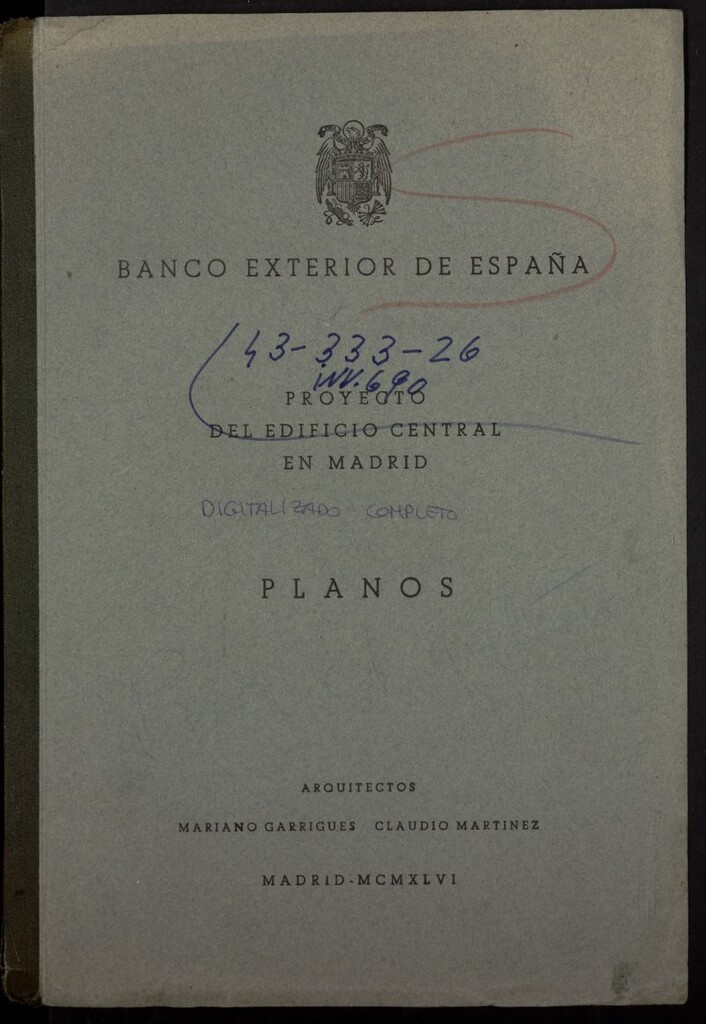 BANCO EXTERIOR DE ESPAÑA
43-333-26
INV. 690
PROYECTO
DEL EDIFICIO CENTRAL
EN MADRID
DIGITALIZADO COMPLETO
PLANOS
ARQUITECTOS
MARIANO GARRIGUES CLAUDIO MARTINEZ
MADRID-MCMXLVI